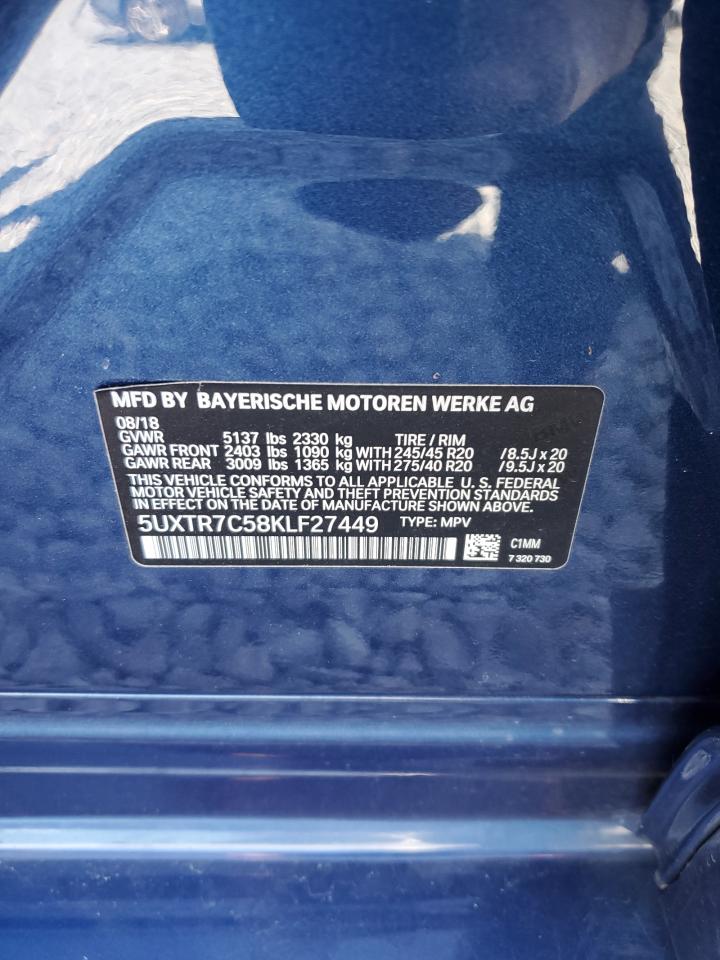 MFD BY BAYERISCHE MOTOREN WERKE AG
08/18
GVWR 5137 lbs 2330 kg TIRE / RIM
GAWR FRONT 2403 lbs 1090 kg WITH 245/45 R20 /8.5J x 20
GAWR REAR 3009 lbs 1365 kg WITH 275/40 R20 /9.5J x 20
THIS VEHICLE CONFORMS TO ALL APPLICABLE U. S. FEDERAL
MOTOR VEHICLE SAFETY AND THEFT PREVENTION STANDARDS
IN EFFECT ON THE DATE OF MANUFACTURE SHOWN ABOVE.
5UXTR7C58KLF27449 TYPE: MPV
C1MM
7 320 730